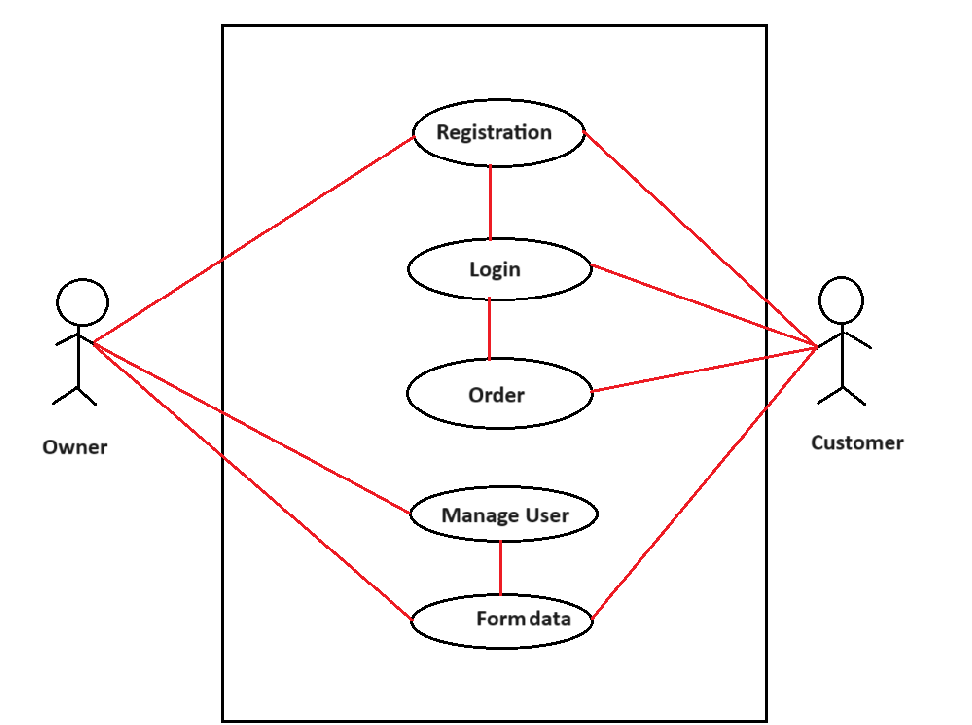 Registration
Login
Order
Owner
Customer
Manage User
Form data